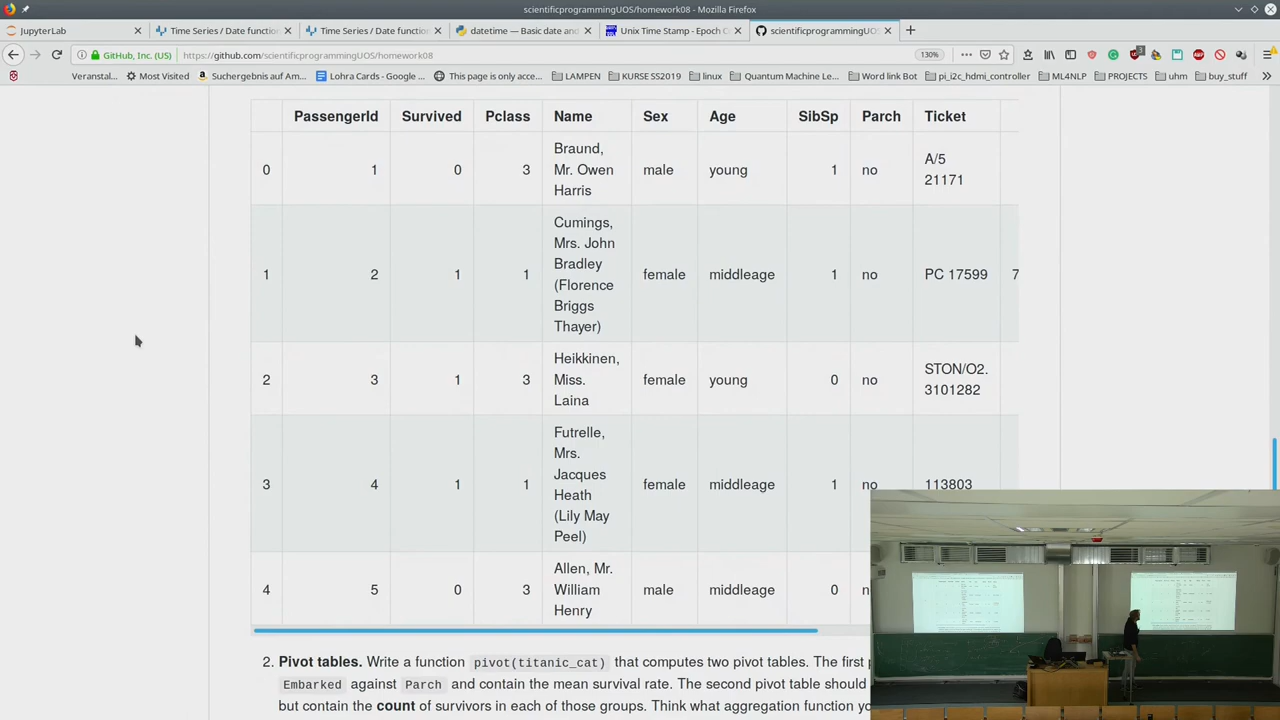 scientificprogrammingUOS/homework08 - Mozilla Firefox
JupyterLab
Time Series / Date function
Time Series / Date function
datetime — Basic date and
Unix Time Stamp - Epoch C
scientificprogrammingUOS/
GitHub, Inc. (US)
https://github.com/scientificprogrammingUOS/homework08
130%
Veranstal...
Most Visited
Suchergebnis auf Am...
Lohra Cards - Google ...
This page is only acce...
LAMPEN
KURSE SS2019
linux
Quantum Machine Le...
Word link Bot
pi_i2c_hdmi_controller
ML4NLP
PROJECTS
uhm
buy_stuff
PassengerId Survived Pclass Name Sex Age SibSp Parch Ticket
0 1 0 3 Braund, Mr. Owen Harris male young 1 no A/5 21171
1 2 1 1 Cumings, Mrs. John Bradley (Florence Briggs Thayer) female middleage 1 no PC 17599 7
2 3 1 3 Heikkinen, Miss. Laina female young 0 no STON/O2. 3101282
3 4 1 1 Futrelle, Mrs. Jacques Heath (Lily May Peel) female middleage 1 no 113803
4 5 0 3 Allen, Mr. William Henry male middleage 0
2. Pivot tables. Write a function pivot(titanic_cat) that computes two pivot tables. The first
Embarked against Parch and contain the mean survival rate. The second pivot table should
but contain the count of survivors in each of those groups. Think what aggregation function